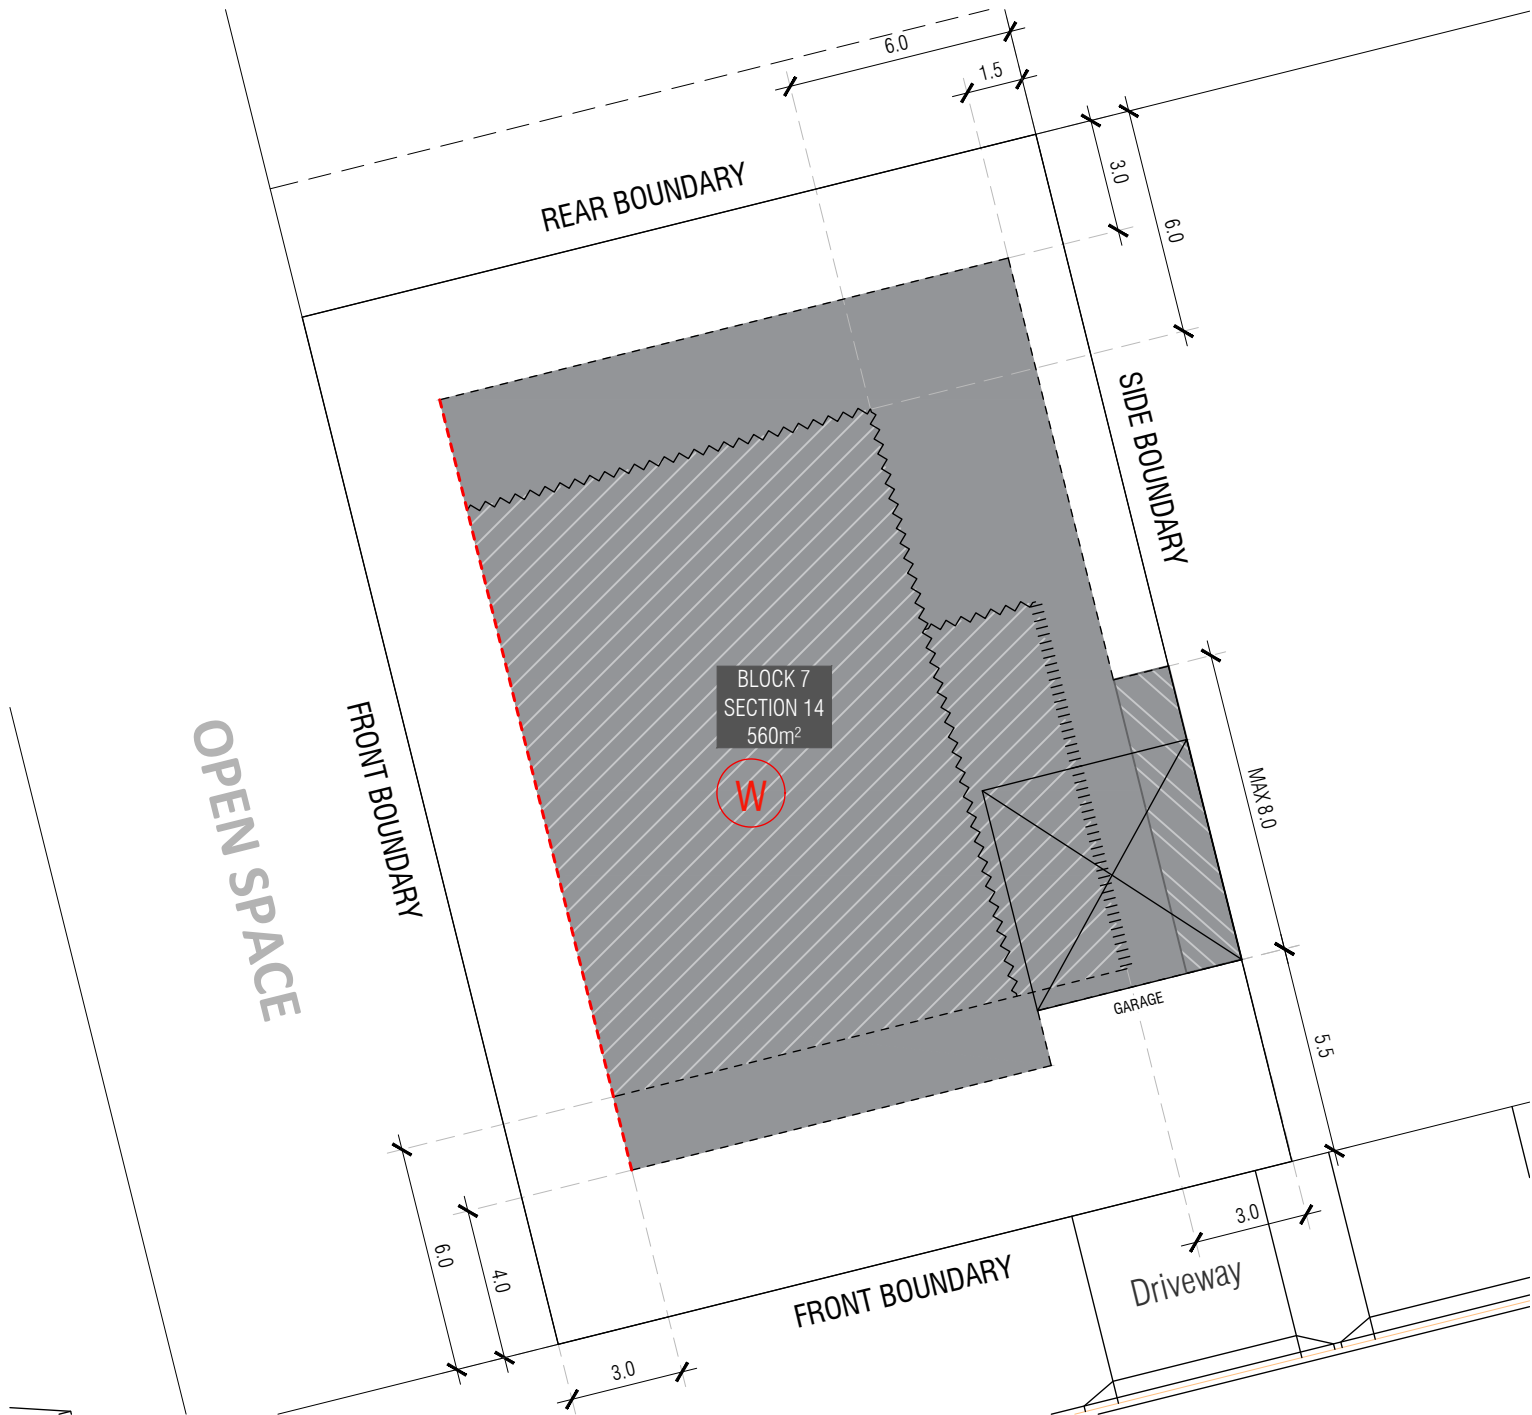 6.0
1.5
REAR BOUNDARY
3.0
6.0
SIDE BOUNDARY
BLOCK 7
SECTION 14
560m²
W
OPEN SPACE
FRONT BOUNDARY
MAX 8.0
GARAGE
5.5
6.0
4.0
3.0
FRONT BOUNDARY
Driveway
3.0